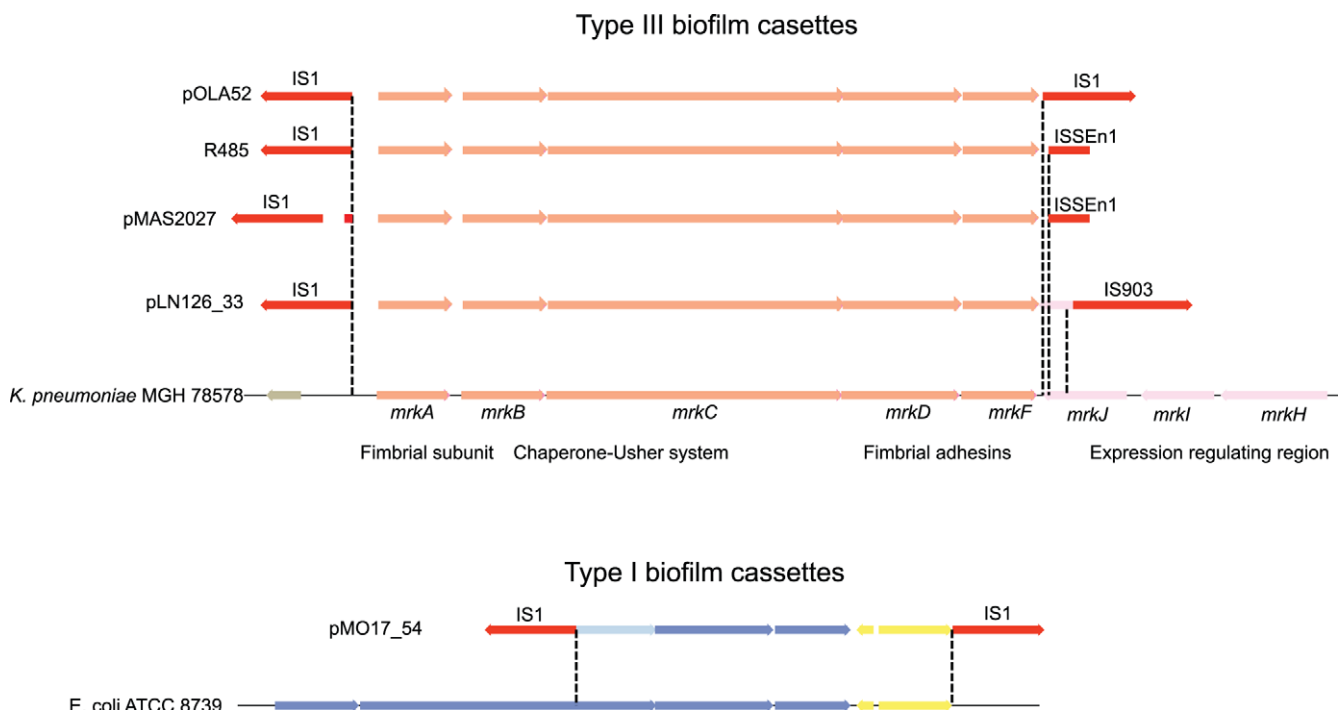 Type III biofilm casettes
IS1 IS1
pOLA52
IS1 ISSEn1
R485
IS1 ISSEn1
pMAS2027
IS1 IS903
pLN126_33
K. pneumoniae MGH 78578
mrkA mrkB mrkC mrkD mrkF mrkJ mrkI mrkH
Fimbrial subunit Chaperone-Usher system Fimbrial adhesins Expression regulating region
Type I biofilm cassettes
IS1 IS1
pMO17_54
E. coli ATCC 8739